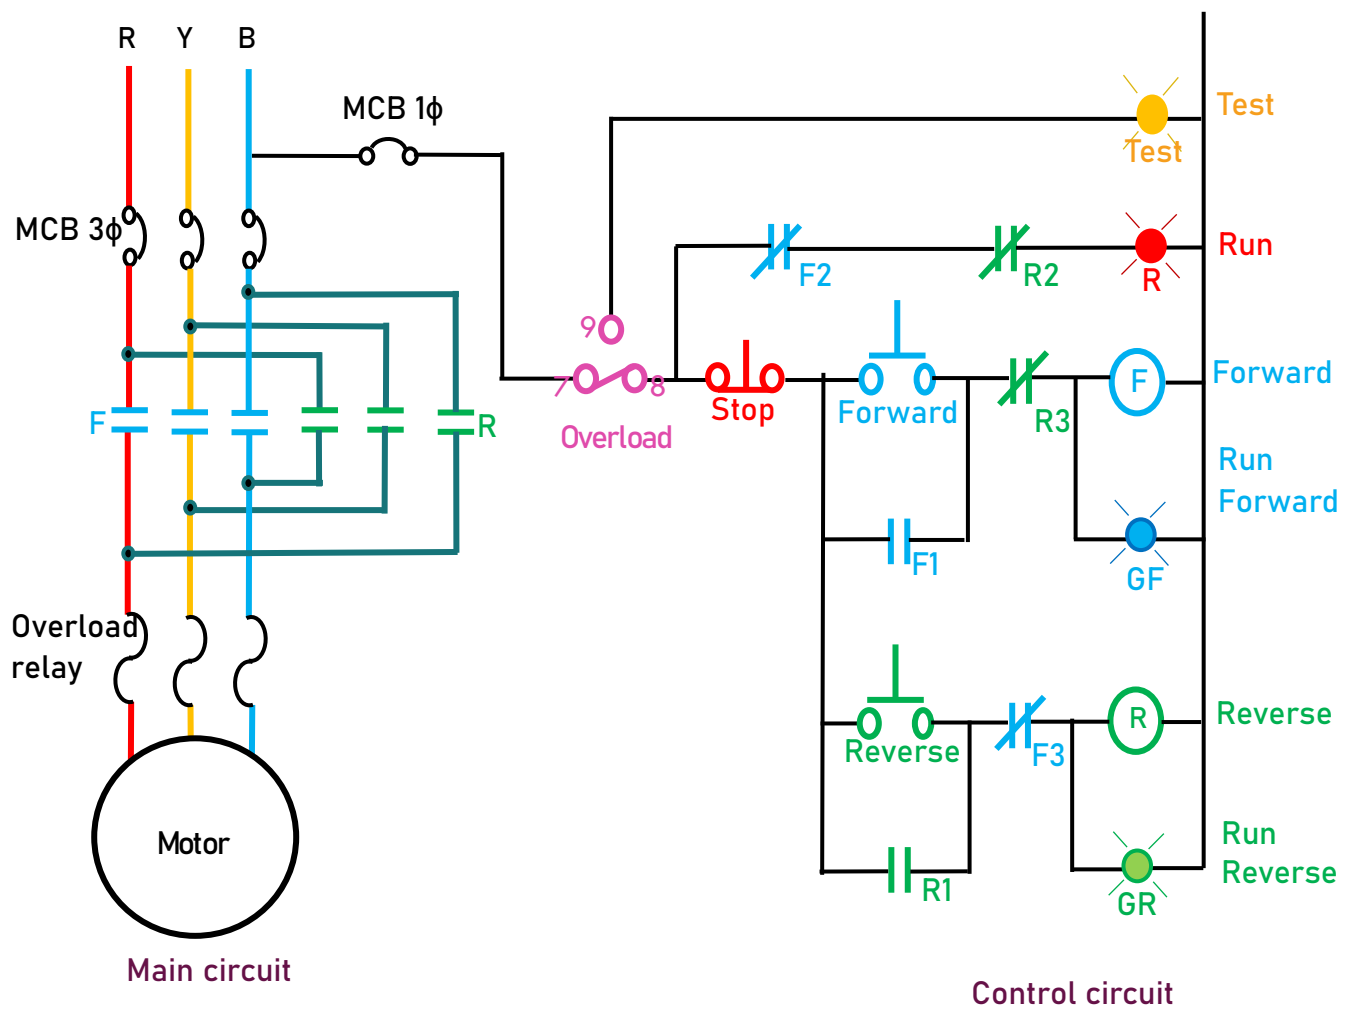 R Y B
MCB 1ϕ
Test
Test
MCB 3ϕ
Run
R
F2
R2
9
7
8
Stop
Forward
R3
F
Forward
F
R
Overload
Run
Forward
F1
GF
Overload
relay
Reverse
F3
R
Reverse
Motor
Run
Reverse
R1
GR
Main circuit
Control circuit